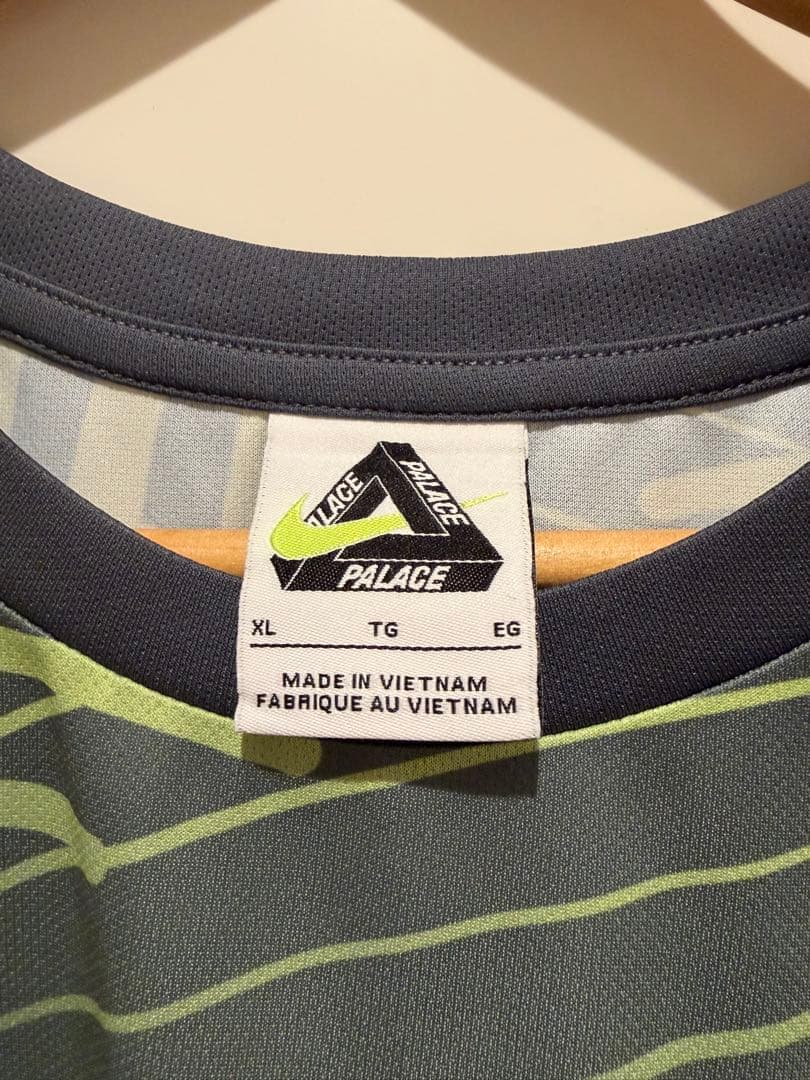 PALACE
PALACE
PALACE
XL TG EG
MADE IN VIETNAM
FABRIQUE AU VIETNAM